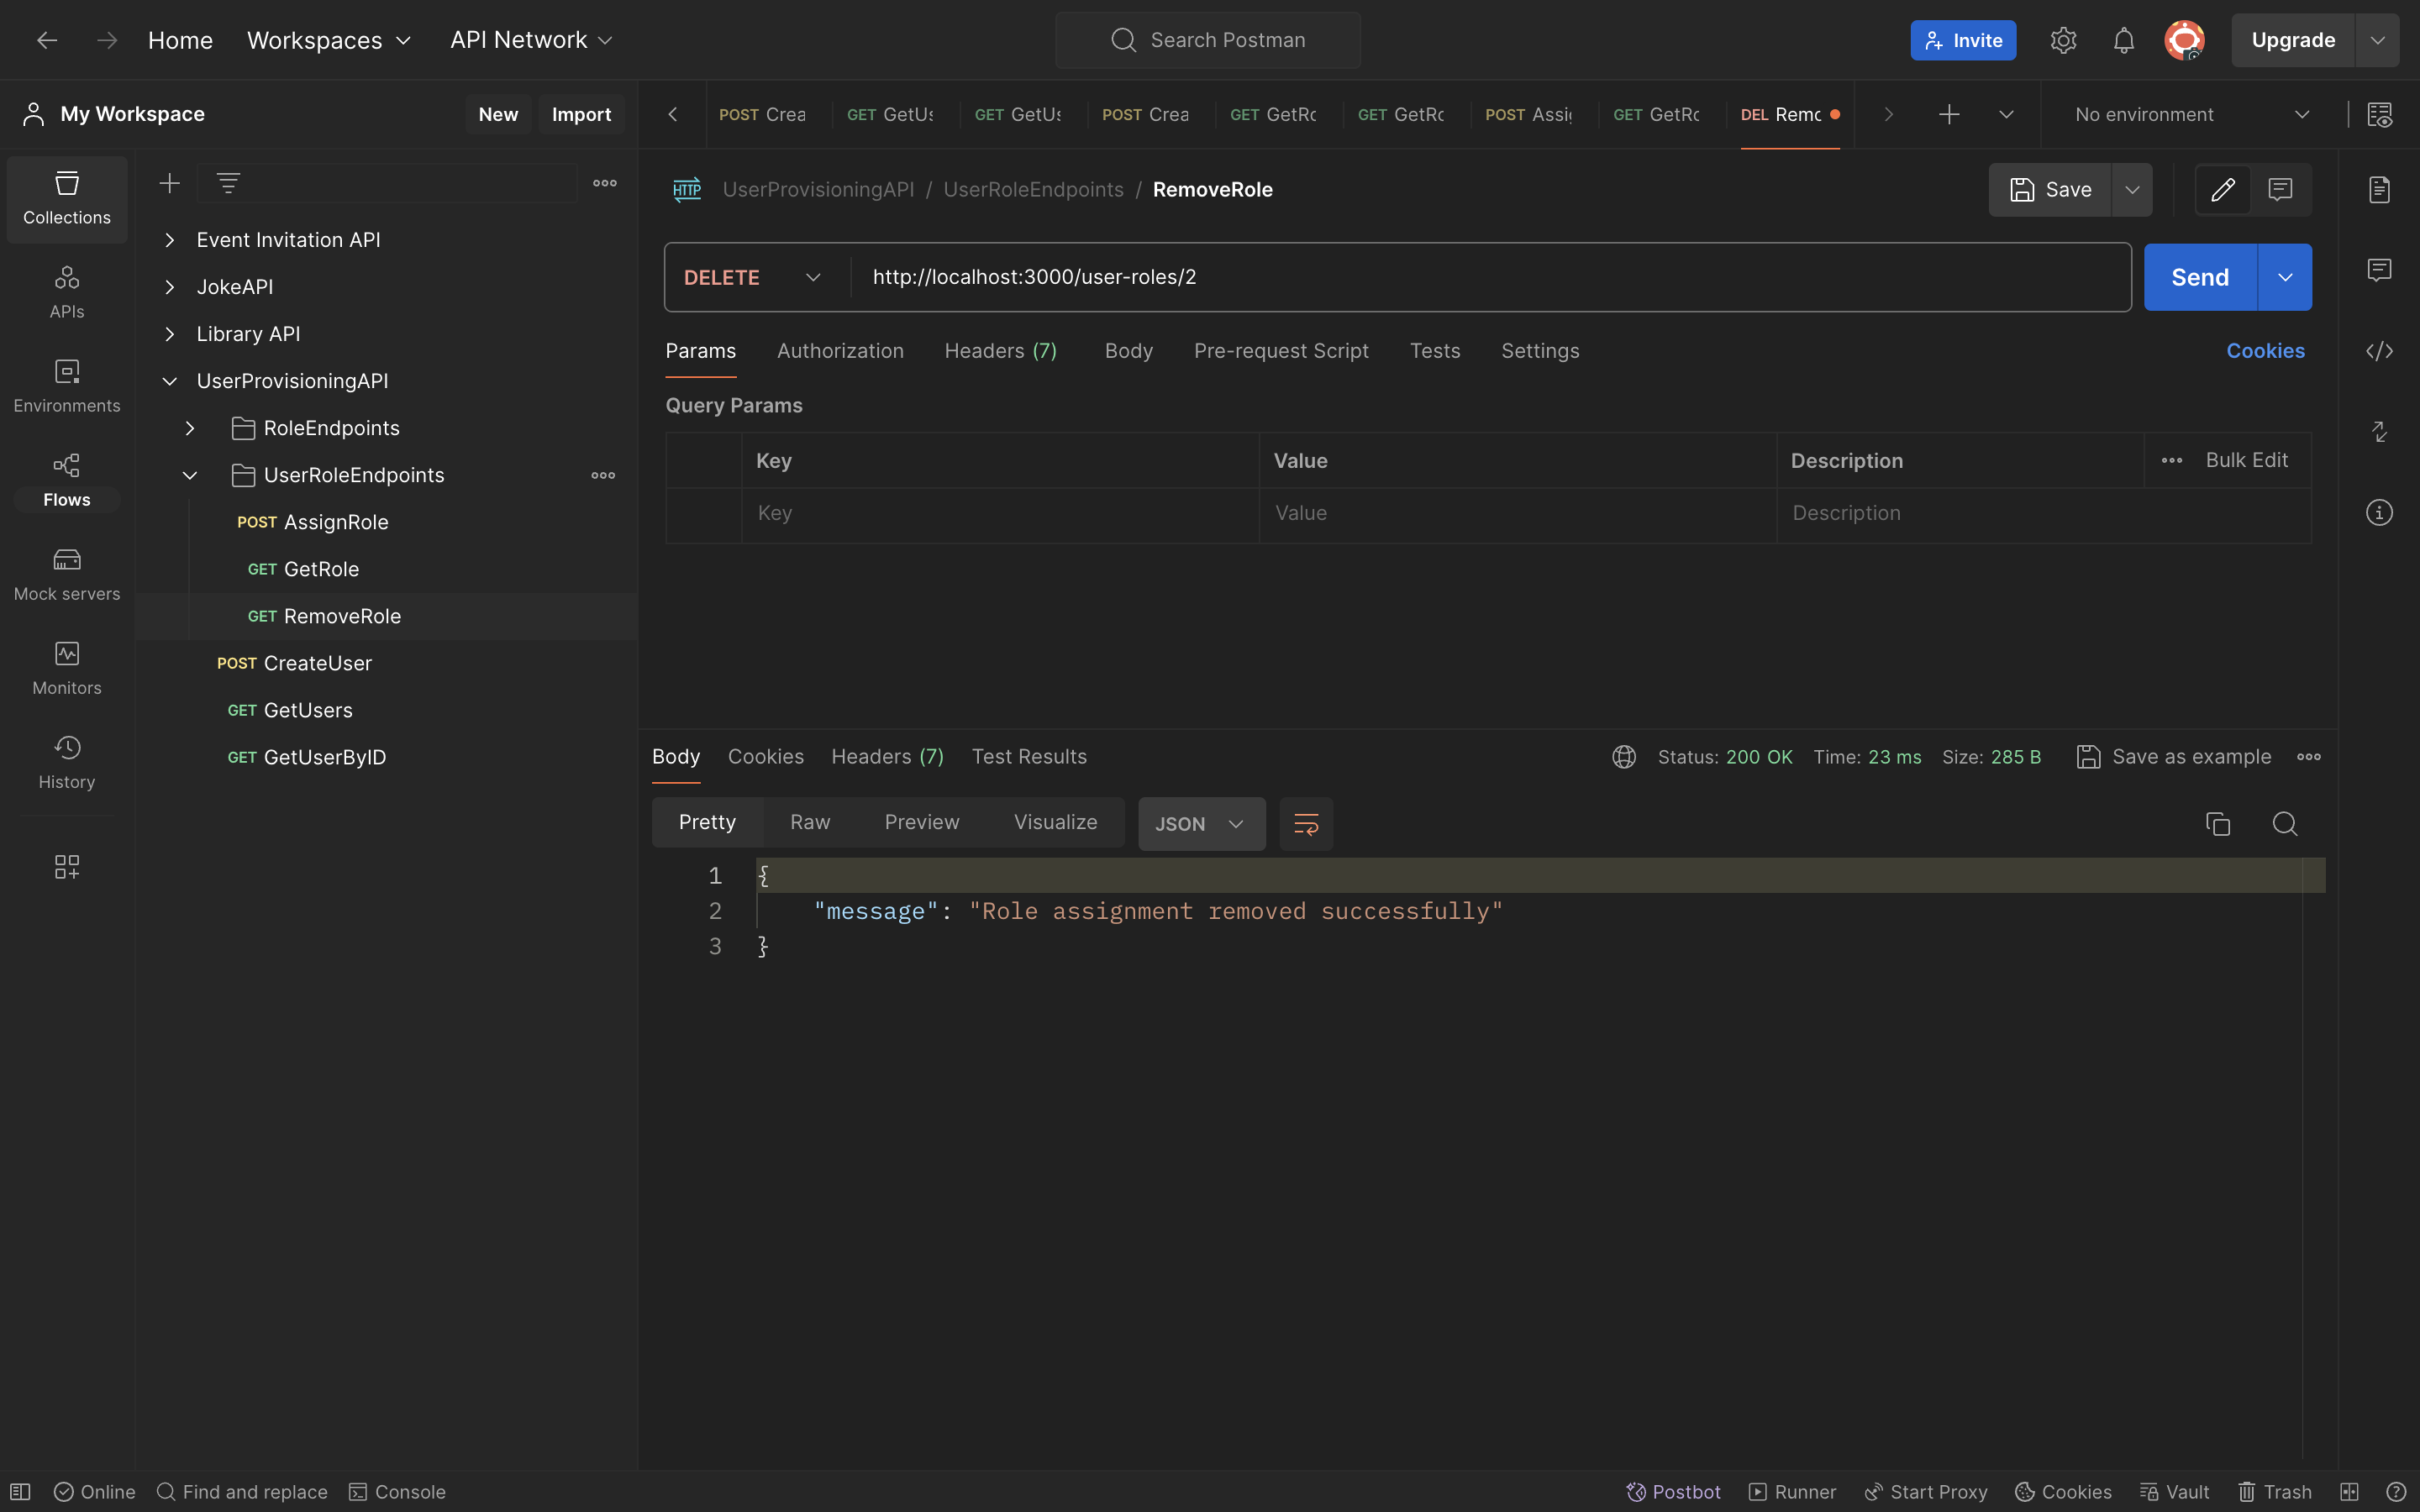 Home Workspaces API Network Search Postman Invite Upgrade
My Workspace New Import
POST Crea GET GetUs GET GetUs POST Crea GET GetRo GET GetRo POST Assig GET GetRo DEL Remo No environment
Collections
APIs
Environments
Flows
Mock servers
Monitors
History
Event Invitation API
JokeAPI
Library API
UserProvisioningAPI
RoleEndpoints
UserRoleEndpoints
POST AssignRole
GET GetRole
GET RemoveRole
POST CreateUser
GET GetUsers
GET GetUserByID
HTTP UserProvisioningAPI / UserRoleEndpoints / RemoveRole Save
DELETE http://localhost:3000/user-roles/2 Send
Params Authorization Headers (7) Body Pre-request Script Tests Settings Cookies
Query Params
Key Value Description Bulk Edit
Key Value Description
Body Cookies Headers (7) Test Results Status: 200 OK Time: 23 ms Size: 285 B Save as example
Pretty Raw Preview Visualize JSON
1 {
2 "message": "Role assignment removed successfully"
3 }
Online Find and replace Console Postbot Runner Start Proxy Cookies Vault Trash